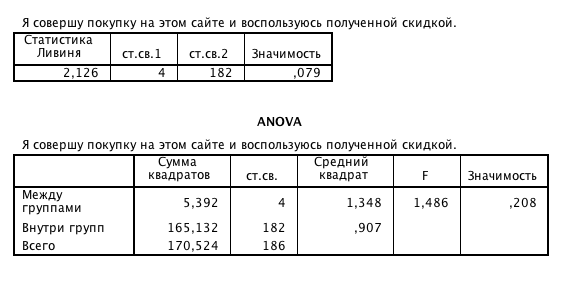 Я совершу покупку на этом сайте и воспользуюсь полученной скидкой.
Статистика
Ливиня ст.св.1 ст.св.2 Значимость
2,126 4 182 ,079
ANOVA
Я совершу покупку на этом сайте и воспользуюсь полученной скидкой.
Сумма Средний
квадратов ст.св. квадрат F Значимость
Между
группами 5,392 4 1,348 1,486 ,208
Внутри групп 165,132 182 ,907
Всего 170,524 186